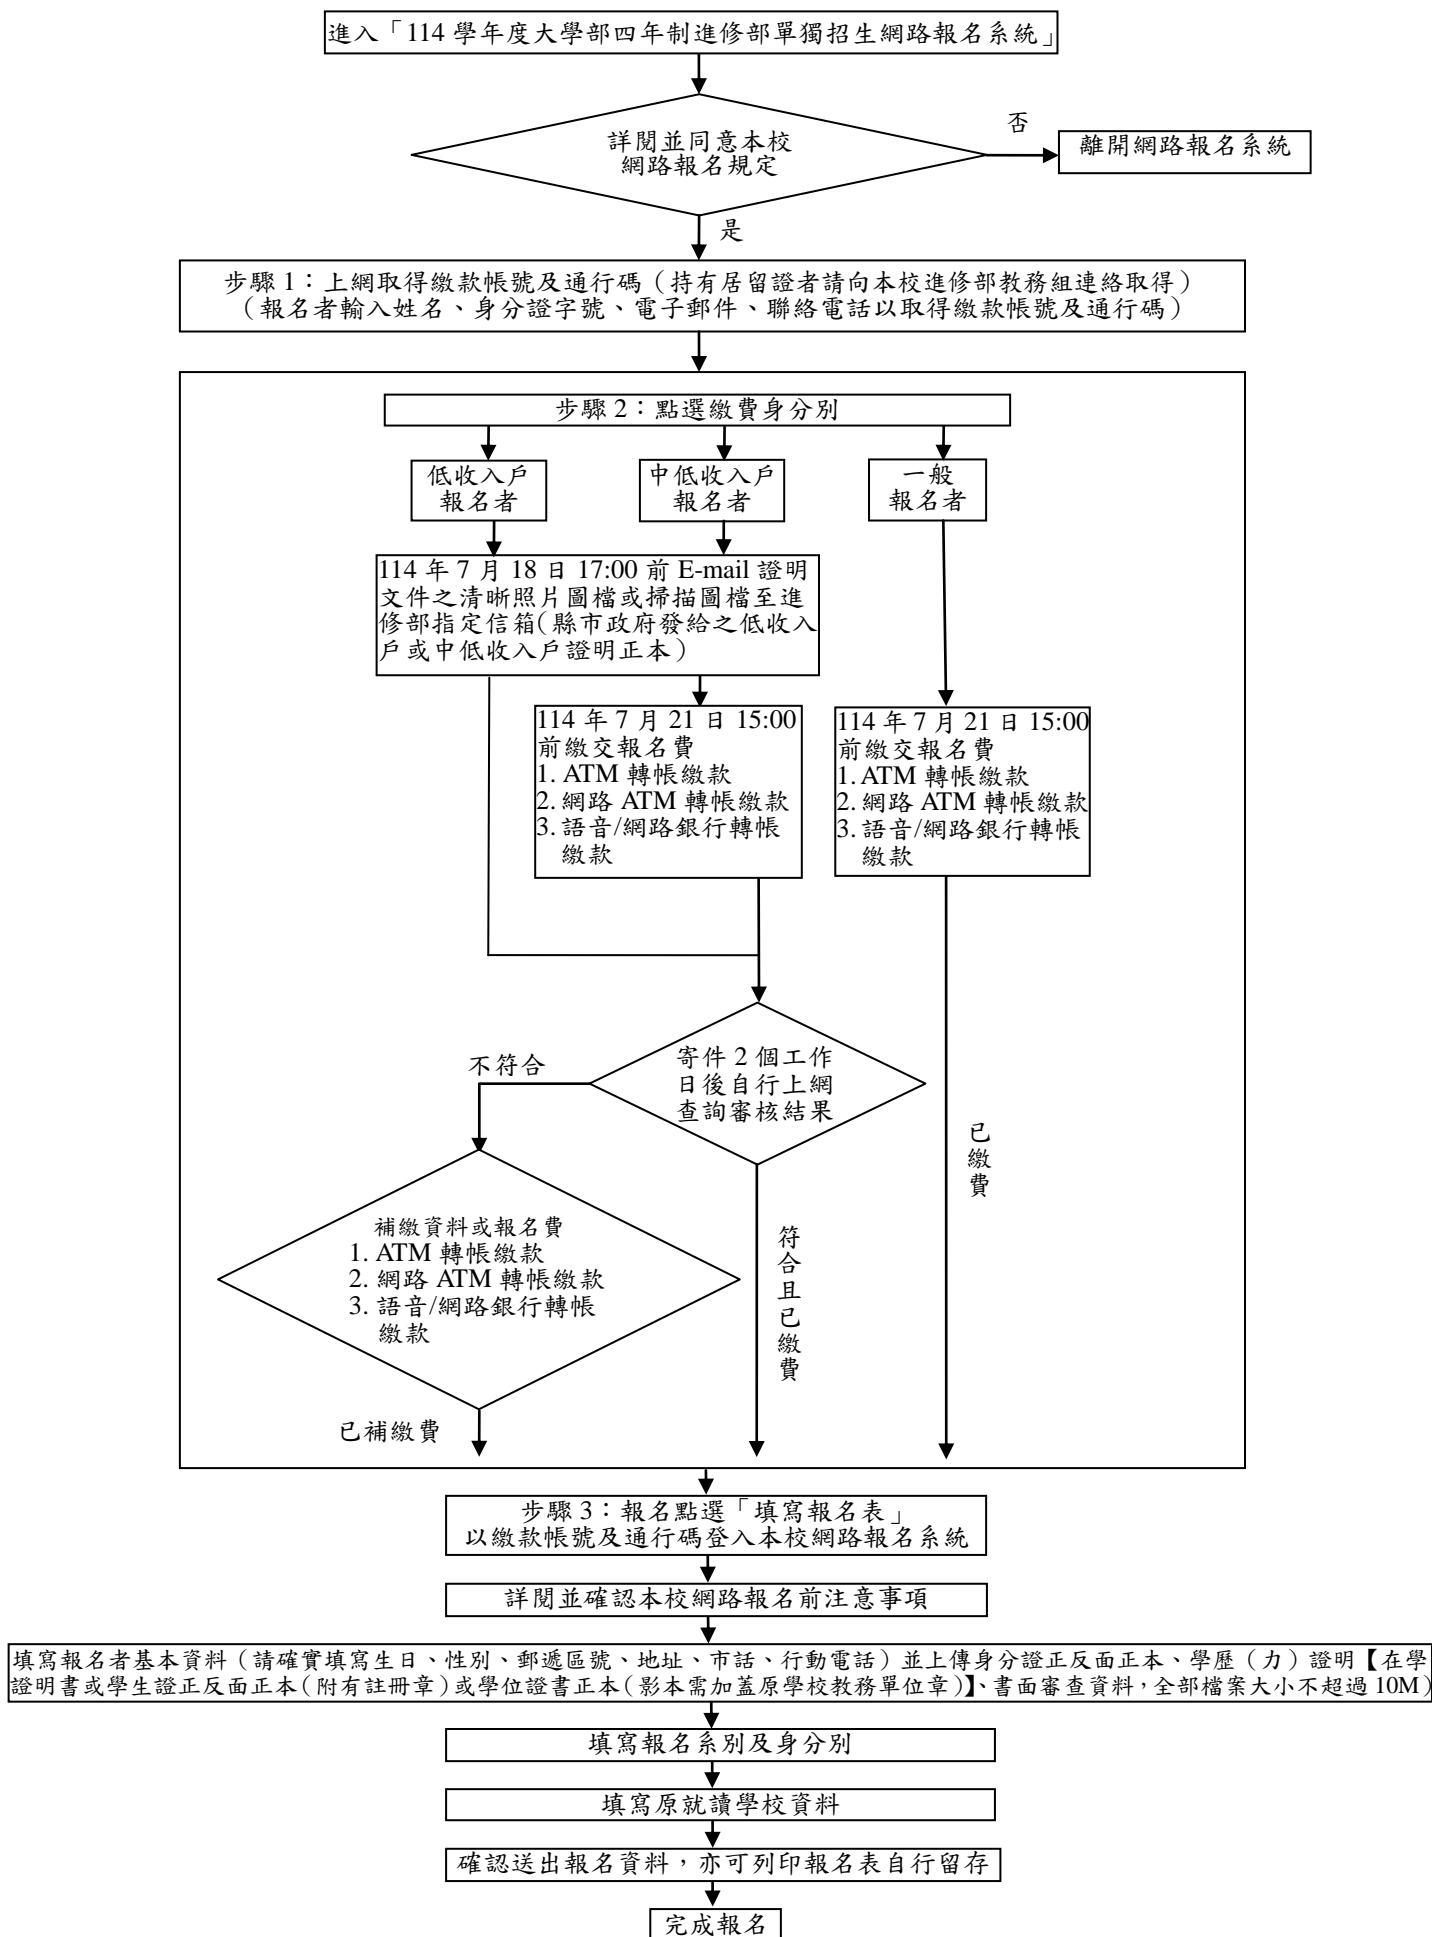 進入「114 學年度大學部四年制進修部單獨招生網路報名系統」
詳閱並同意本校
網路報名規定
否
離開網路報名系統
是
步驟 1：上網取得繳款帳號及通行碼（持有居留證者請向本校進修部教務組連絡取得）
（報名者輸入姓名、身分證字號、電子郵件、聯絡電話以取得繳款帳號及通行碼）
步驟 2：點選繳費身分別
低收入戶
報名者
中低收入戶
報名者
一般
報名者
114 年 7 月 18 日 17:00 前 E-mail 證明
文件之清晰照片圖檔或掃描圖檔至進
修部指定信箱(縣市政府發給之低收入
戶或中低收入戶證明正本)
114 年 7 月 21 日 15:00
前繳交報名費
1. ATM 轉帳繳款
2. 網路 ATM 轉帳繳款
3. 語音/網路銀行轉帳
繳款
114 年 7 月 21 日 15:00
前繳交報名費
1. ATM 轉帳繳款
2. 網路 ATM 轉帳繳款
3. 語音/網路銀行轉帳
繳款
寄件 2 個工作
日後自行上網
查詢審核結果
不符合
已繳費
符合且已繳費
補繳資料或報名費
1. ATM 轉帳繳款
2. 網路 ATM 轉帳繳款
3. 語音/網路銀行轉帳
繳款
已補繳費
步驟 3：報名點選「填寫報名表」
以繳款帳號及通行碼登入本校網路報名系統
詳閱並確認本校網路報名前注意事項
填寫報名者基本資料（請確實填寫生日、性別、郵遞區號、地址、市話、行動電話）並上傳身分證正反面正本、學歷（力）證明【在學
證明書或學生證正反面正本(附有註冊章)或學位證書正本(影本需加蓋原學校教務單位章)】、書面審查資料，全部檔案大小不超過 10M）
填寫報名系別及身分別
填寫原就讀學校資料
確認送出報名資料，亦可列印報名表自行留存
完成報名